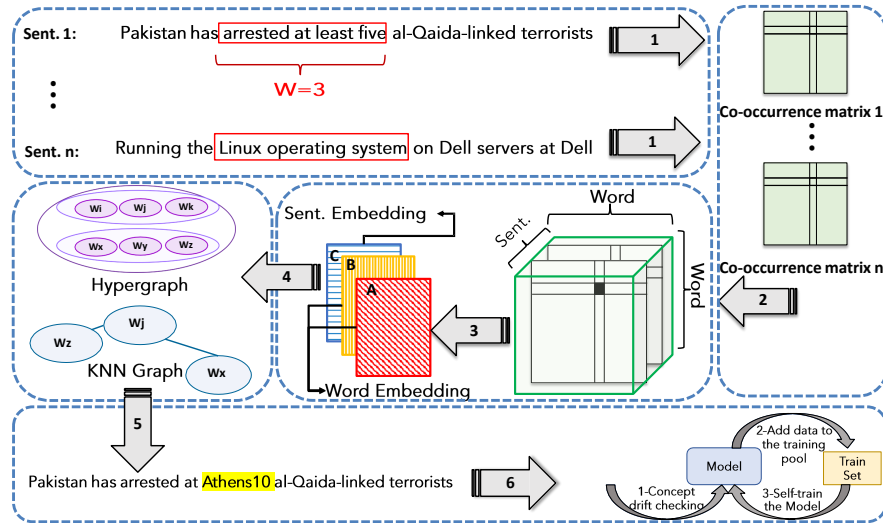 Sent. 1:
Pakistan has arrested at least five al-Qaida-linked terrorists
W=3
1
Sent. n:
Running the Linux operating system on Dell servers at Dell
1
Co-occurrence matrix 1
Co-occurrence matrix n
2
Word
Sent.
Word
3
Sent. Embedding
C
B
A
Word Embedding
4
Wi Wj Wk
Wx Wy Wz
Hypergraph
Wj
Wz
KNN Graph
Wx
5
Pakistan has arrested at Athens10 al-Qaida-linked terrorists
6
2-Add data to
the training
pool
Model
Train
Set
1-Concept
drift checking
3-Self-train
the Model